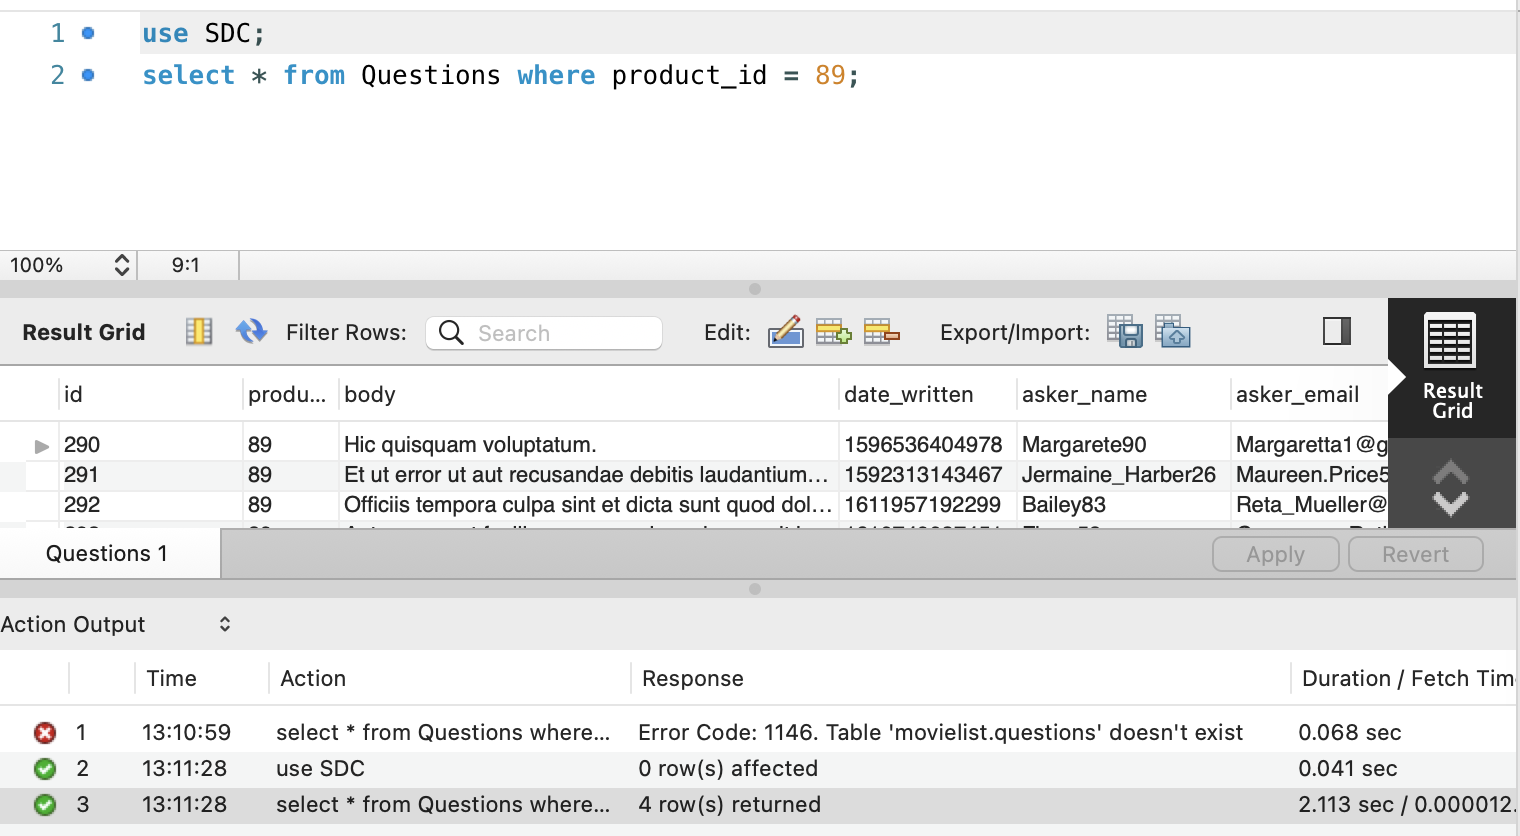 1 use SDC;
2 select * from Questions where product_id = 89;
100% 9:1
Result Grid Filter Rows: Search Edit: Export/Import:
Result
Grid
id produ... body date_written asker_name asker_email
290 89 Hic quisquam voluptatum. 1596536404978 Margarete90 Margaretta1@g
291 89 Et ut error ut aut recusandae debitis laudantium... 1592313143467 Jermaine_Harber26 Maureen.Price5
292 89 Officiis tempora culpa sint et dicta sunt quod dol... 1611957192299 Bailey83 Reta_Mueller@
Questions 1 Apply Revert
Action Output
Time Action Response Duration / Fetch Tim
1 13:10:59 select * from Questions where... Error Code: 1146. Table 'movielist.questions' doesn't exist 0.068 sec
2 13:11:28 use SDC 0 row(s) affected 0.041 sec
3 13:11:28 select * from Questions where... 4 row(s) returned 2.113 sec / 0.000012.